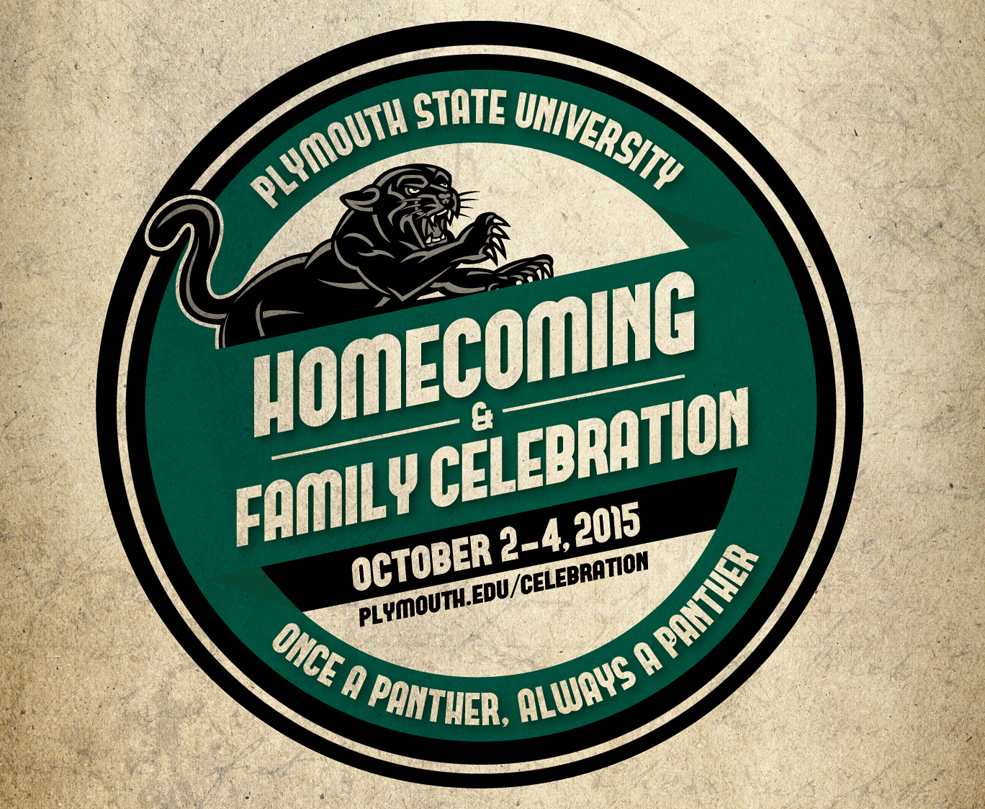 PLYMOUTH STATE UNIVERSITY
HOMECOMING
&
FAMILY CELEBRATION
OCTOBER 2-4, 2015
PLYMOUTH.EDU/CELEBRATION
ONCE A PANTHER, ALWAYS A PANTHER